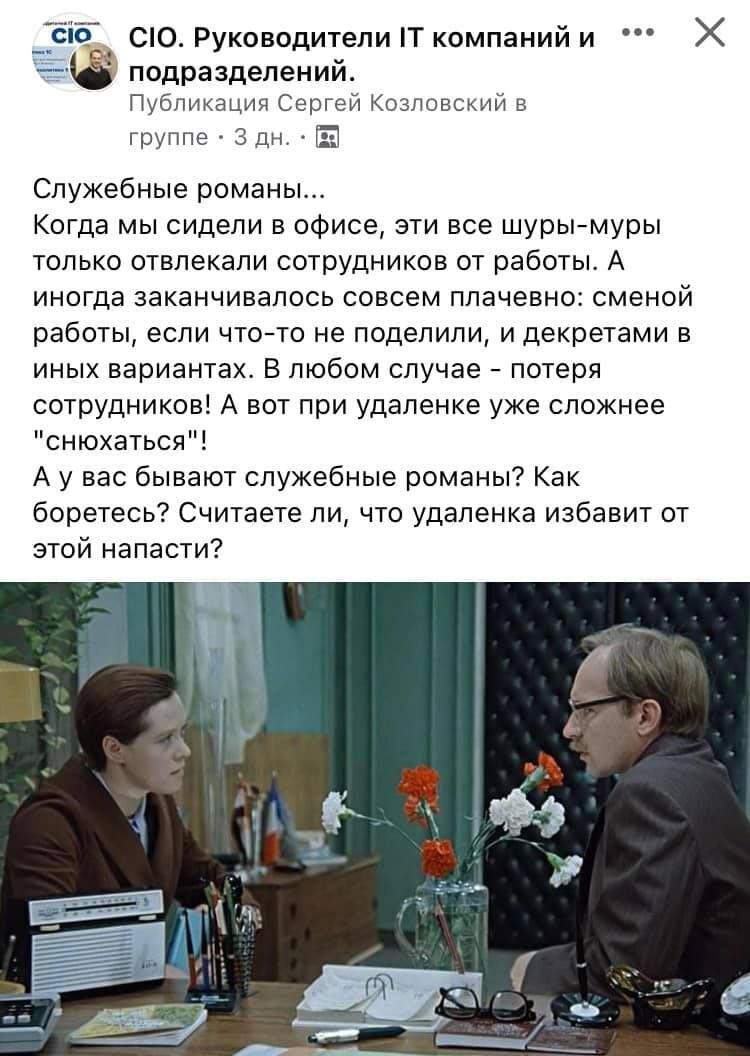 CIO
CIO. Руководители IT компаний и
подразделений.
Публикация Сергей Козловский в
группе · 3 дн. ·
Служебные романы...
Когда мы сидели в офисе, эти все шуры-муры
только отвлекали сотрудников от работы. А
иногда заканчивалось совсем плачевно: сменой
работы, если что-то не поделили, и декретами в
иных вариантах. В любом случае - потеря
сотрудников! А вот при удаленке уже сложнее
"снюхаться"!
А у вас бывают служебные романы? Как
боретесь? Считаете ли, что удаленка избавит от
этой напасти?